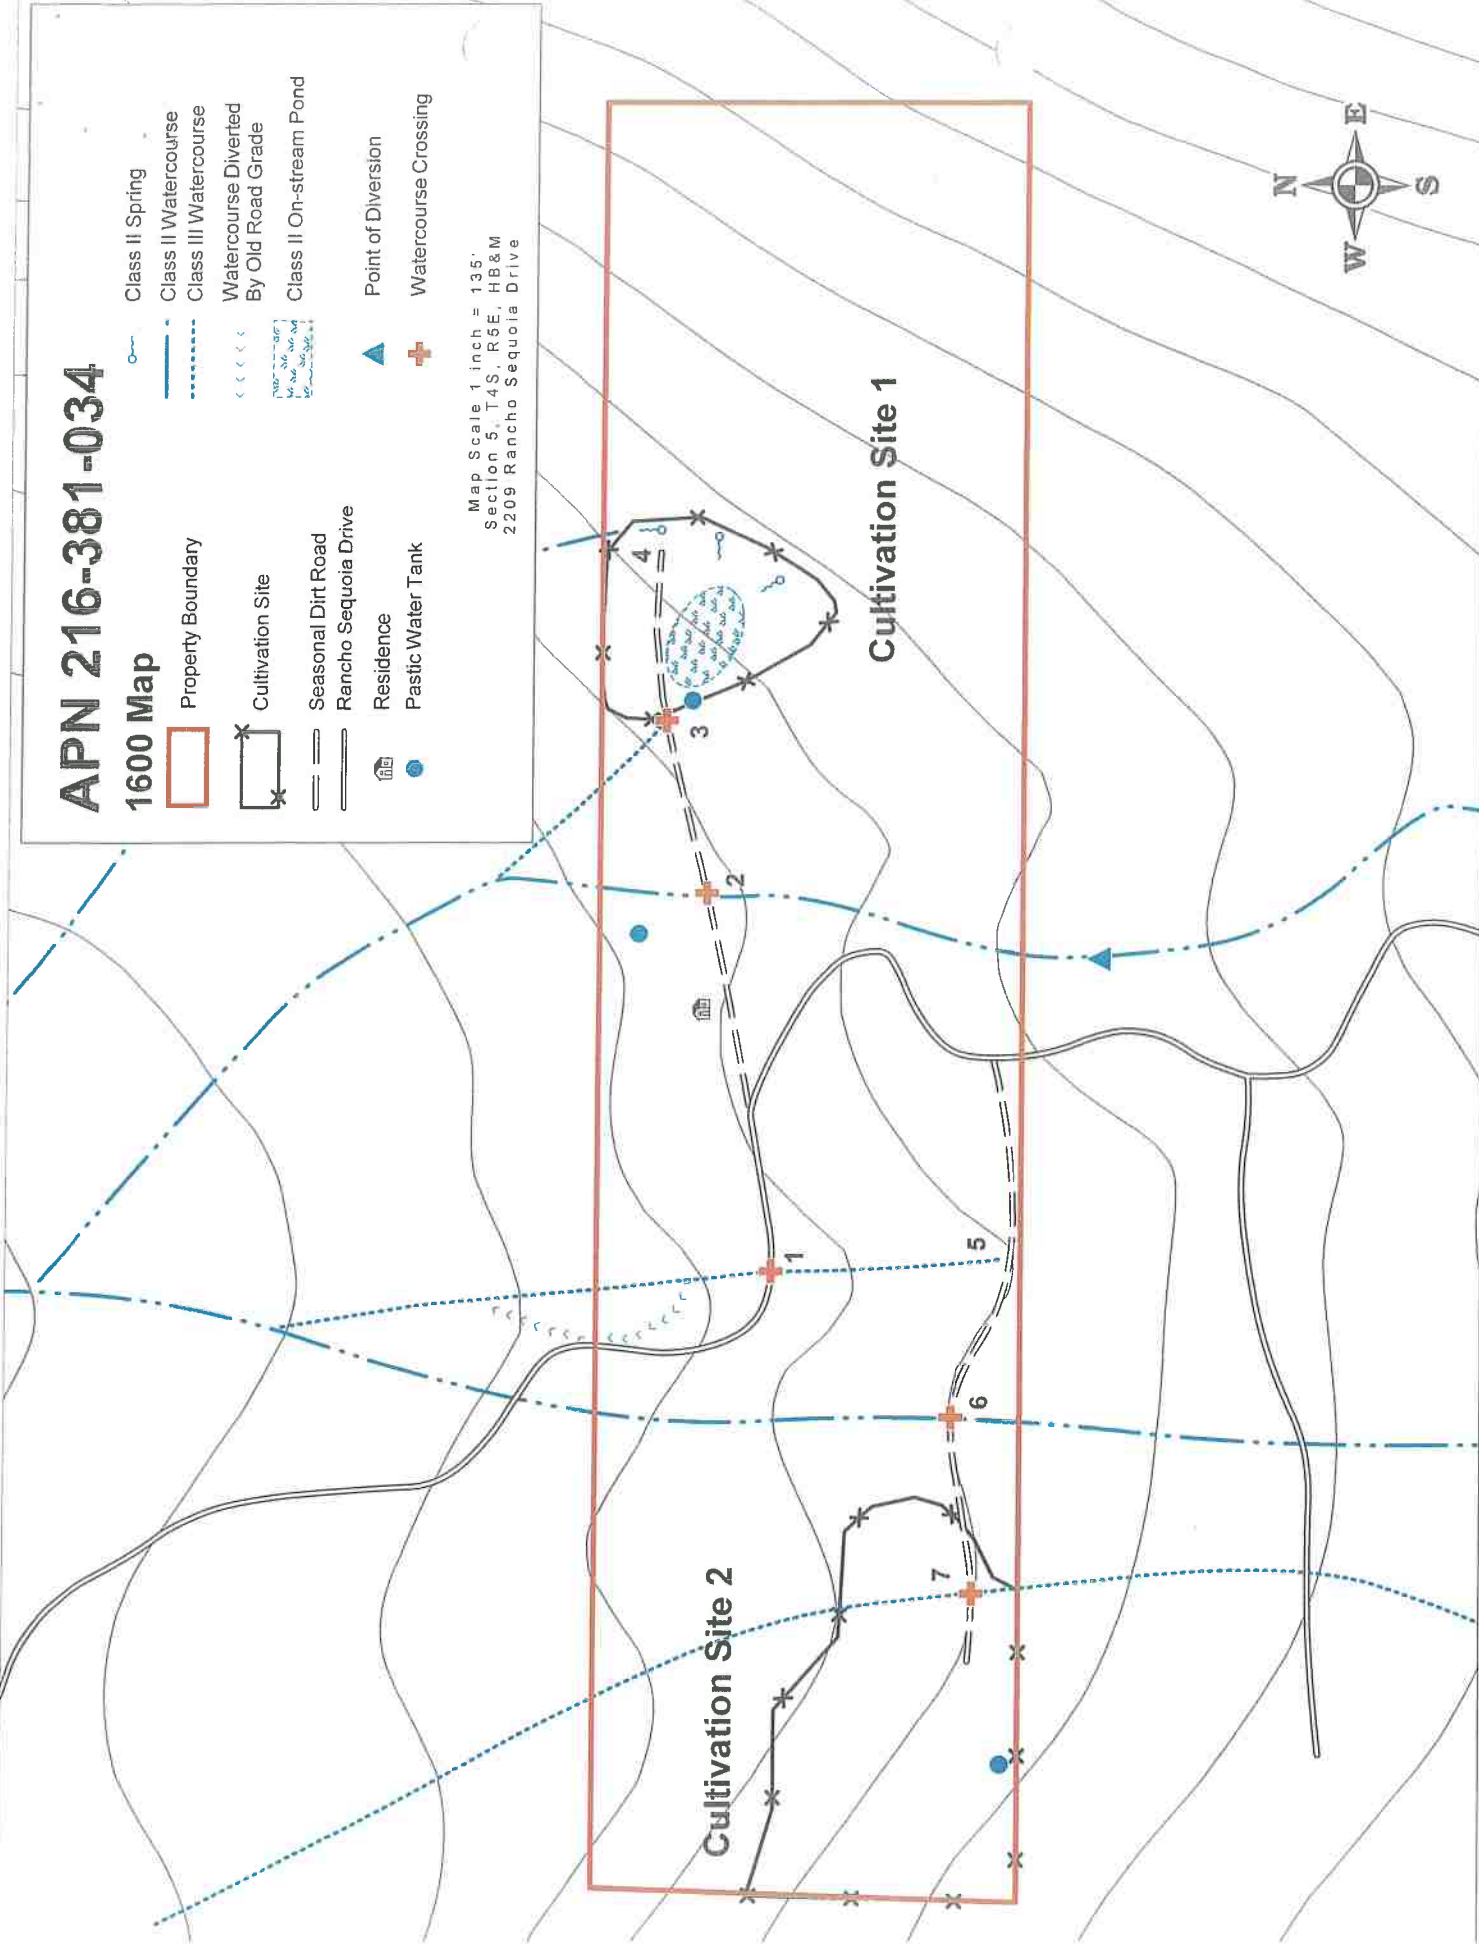 APN 216-381-034
1600 Map
Property Boundary
Cultivation Site
Seasonal Dirt Road
Rancho Sequoia Drive
Residence
Pastic Water Tank
Class II Spring
Class II Watercourse
Class III Watercourse
Watercourse Diverted
By Old Road Grade
Class II On-stream Pond
Point of Diversion
Watercourse Crossing
Map Scale 1 inch = 135'
Section 5, T4S, R5E, HB&M
2209 Rancho Sequoia Drive
4
3
2
1
5
6
7
Cultivation Site 1
Cultivation Site 2
N
W
E
S